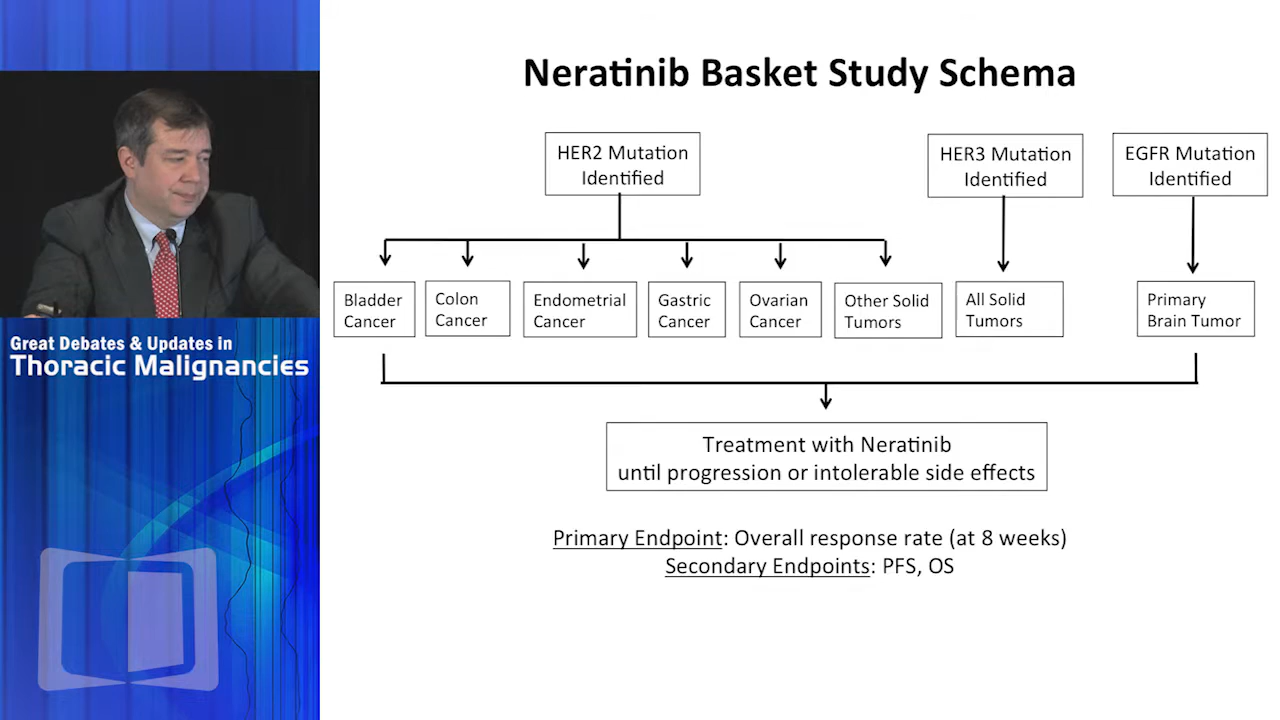 Neratinib Basket Study Schema
HER2 Mutation
Identified
HER3 Mutation
Identified
EGFR Mutation
Identified
Bladder
Cancer
Colon
Cancer
Endometrial
Cancer
Gastric
Cancer
Ovarian
Cancer
Other Solid
Tumors
All Solid
Tumors
Primary
Brain Tumor
Treatment with Neratinib
until progression or intolerable side effects
Primary Endpoint: Overall response rate (at 8 weeks)
Secondary Endpoints: PFS, OS
Great Debates & Updates in
Thoracic Malignancies